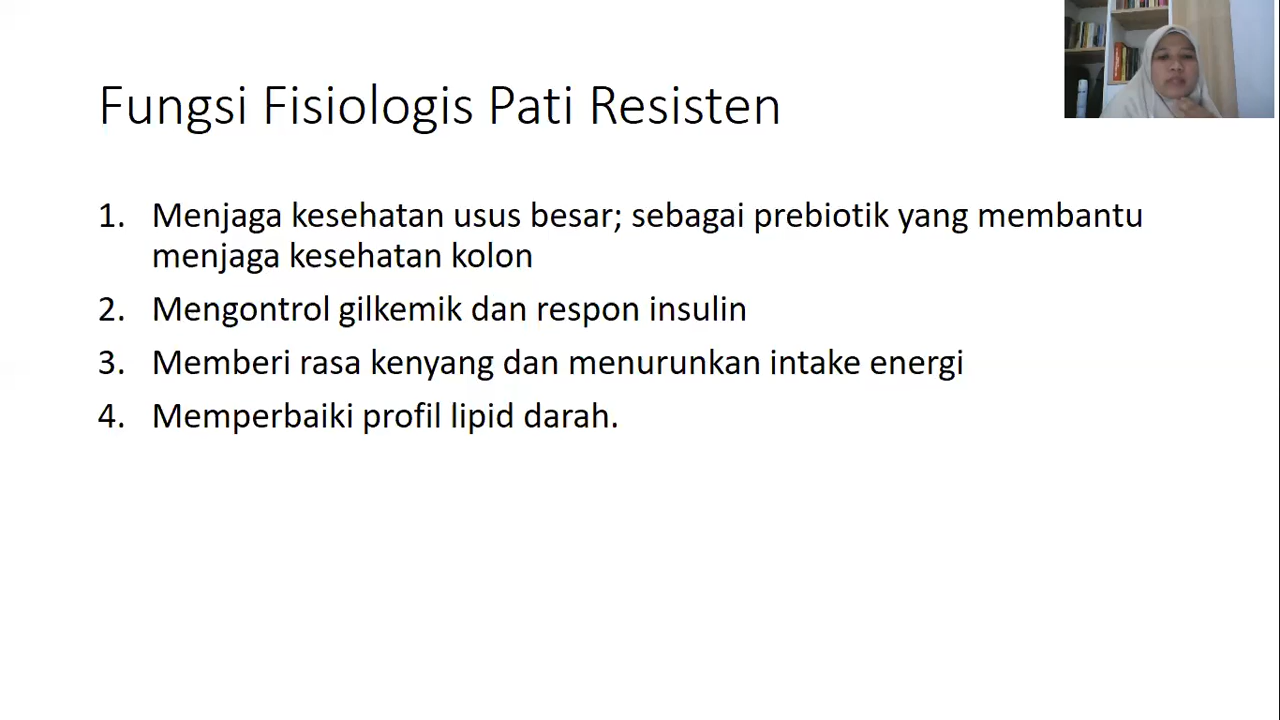 Fungsi Fisiologis Pati Resisten
1. Menjaga kesehatan usus besar; sebagai prebiotik yang membantu
menjaga kesehatan kolon
2. Mengontrol gilkemik dan respon insulin
3. Memberi rasa kenyang dan menurunkan intake energi
4. Memperbaiki profil lipid darah.